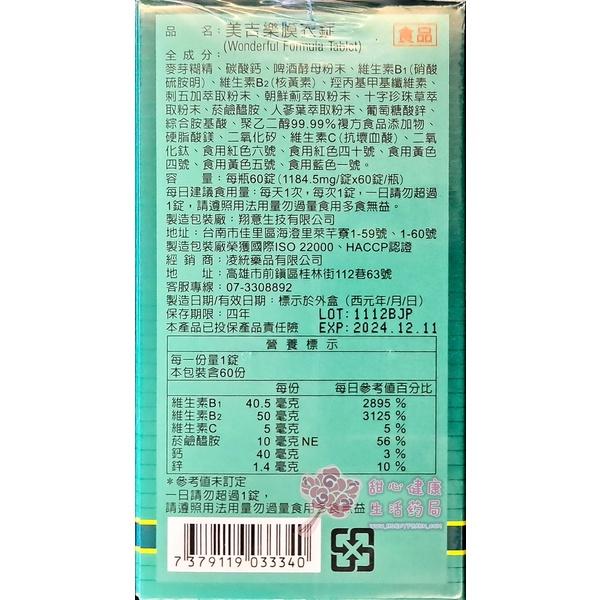 品名：美吉樂膜衣錠 食品
(Wonderful Formula Tablet)
全成分：
麥芽糊精、碳酸鈣、啤酒酵母粉末、維生素B1(硝酸
硫胺明)、維生素B2(核黃素)、羥丙基甲基纖維素、
刺五加萃取粉末、朝鮮薊萃取粉末、十字珍珠草萃
取粉末、菸鹼醯胺、人蔘葉萃取粉末、葡萄糖酸鋅、
綜合胺基酸、聚乙二醇99.99%複方食品添加物、
硬脂酸鎂、二氧化矽、維生素C(抗壞血酸)、二氧
化鈦、食用紅色六號、食用紅色四十號、食用黃色
四號、食用黃色五號、食用藍色一號。
容量：每瓶60錠(1184.5mg/錠x60錠/瓶)
每日建議食用量：每天1次，每次1錠，一日請勿超過
1錠，請遵照用法用量勿過量食用多食無益。
製造包裝廠：翔意生技有限公司
地址：台南市佳里區海澄里萊芊寮1-59號、1-60號
製造包裝廠榮獲國際ISO 22000、HACCP認證
經銷商：凌統藥品有限公司
地址：高雄市前鎮區桂林街112巷63號
客服專線：07-3308892
製造日期/有效日期：標示於外盒(西元年/月/日)
保存期限：四年 LOT: 1112BJP
本產品已投保產品責任險 EXP: 2024.12.11
營養標示
每一份量1錠
本包裝含60份
每份 每日參考值百分比
維生素B1 40.5 毫克 2895 %
維生素B2 50 毫克 3125 %
維生素C 5 毫克 5 %
菸鹼醯胺 10 毫克 NE 56 %
鈣 40 毫克 3 %
鋅 1.4 毫克 10 %
*參考值未訂定
一日請勿超過1錠，
請遵照用法用量勿過量食用多食無益
甜心健康
生活药局
7 379119 033340